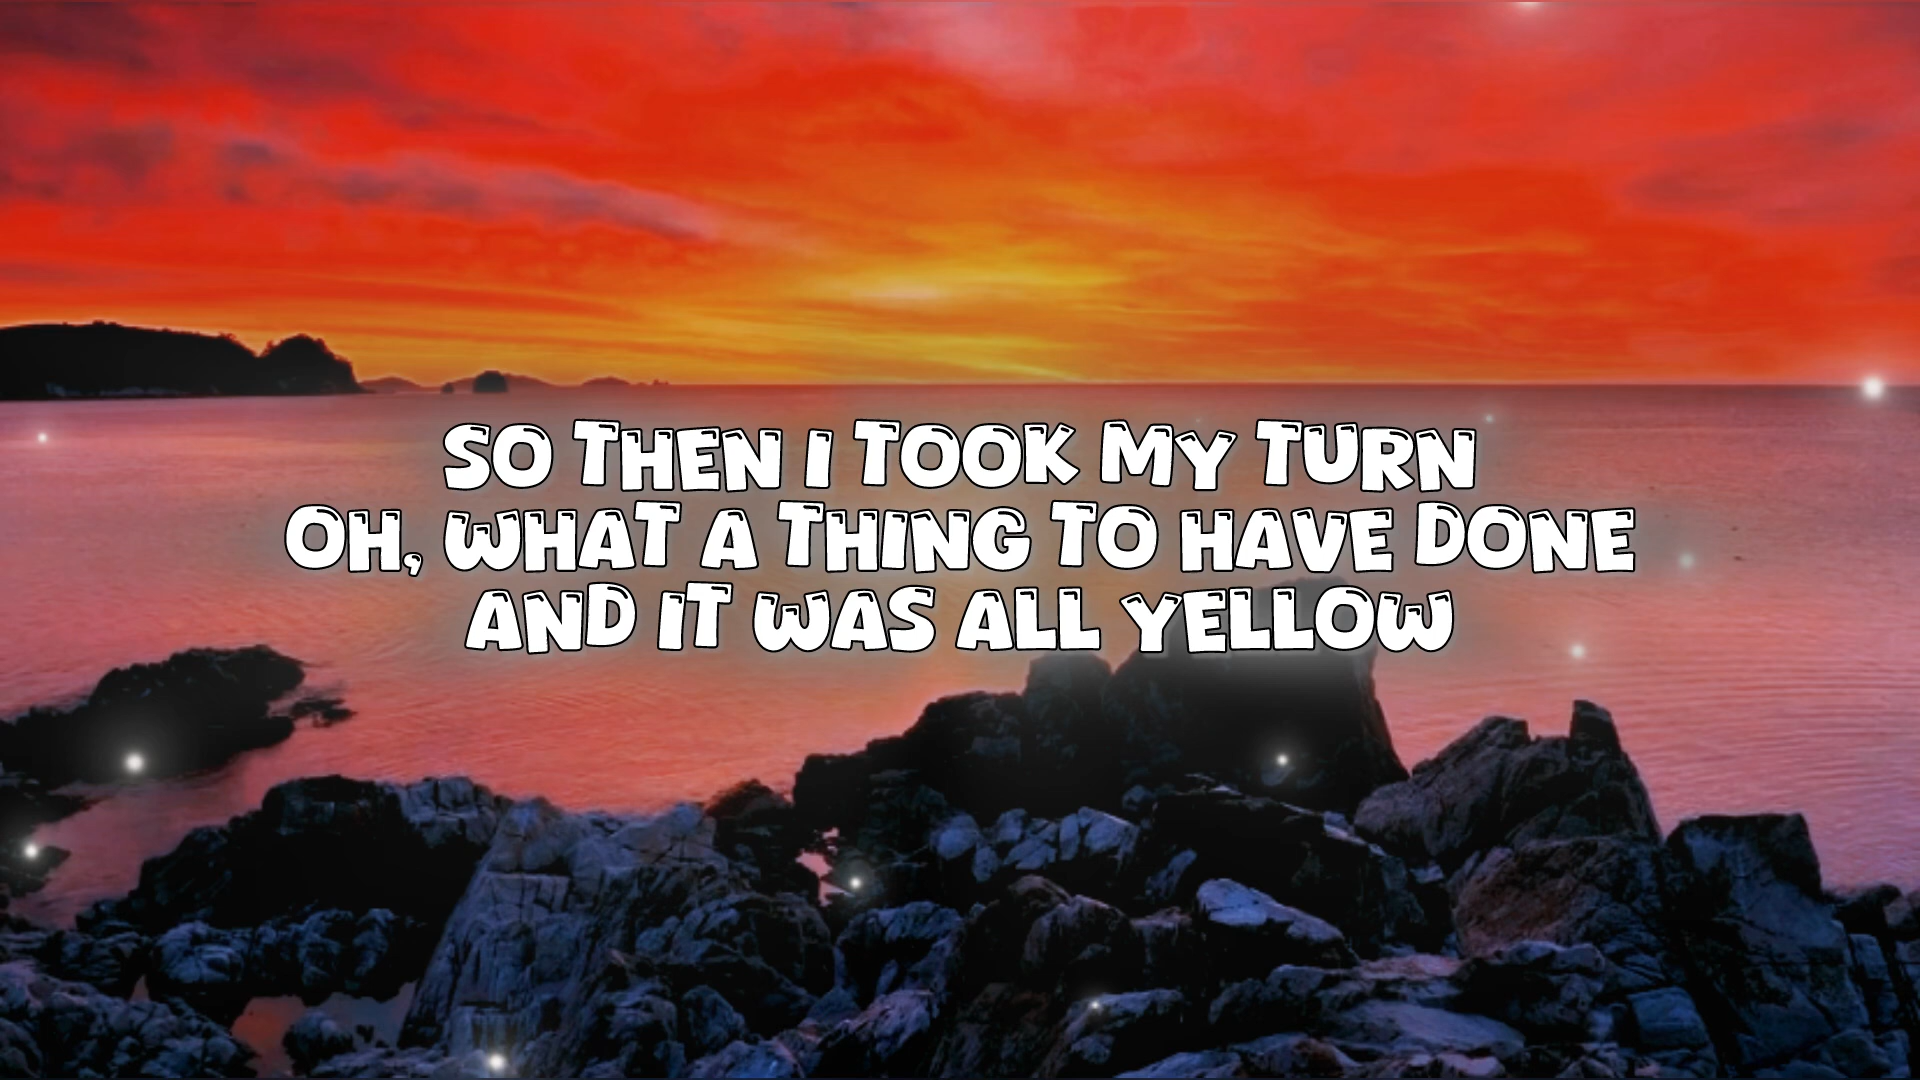 SO THEN I TOOK MY TURN
OH, WHAT A THING TO HAVE DONE
AND IT WAS ALL YELLOW